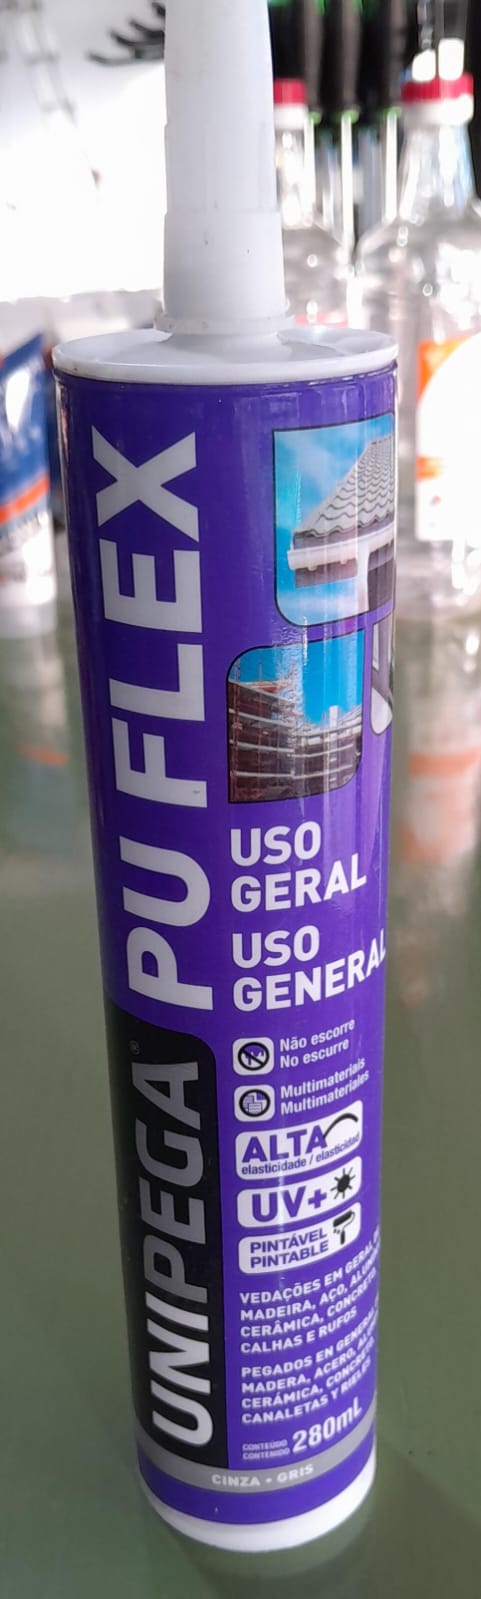 PU FLEX
UNIPEGA®
USO
GERAL
USO
GENERAL
Não escorre
No escurre
Multimateriais
Multimateriales
ALTA
elasticidade / elasticidad
UV+
PINTÁVEL
PINTABLE
VEDAÇÕES EM GERAL
MADEIRA, AÇO,
CERÂMICA, CONCRETO
CALHAS E RUFOS
PEGADOS EN GENERAL
MADERA, ACERO,
CERÁMICA, CONCRETO
CANALETAS Y RIELES
CONTEÚDO
CONTENIDO
280mL
CINZA • GRIS